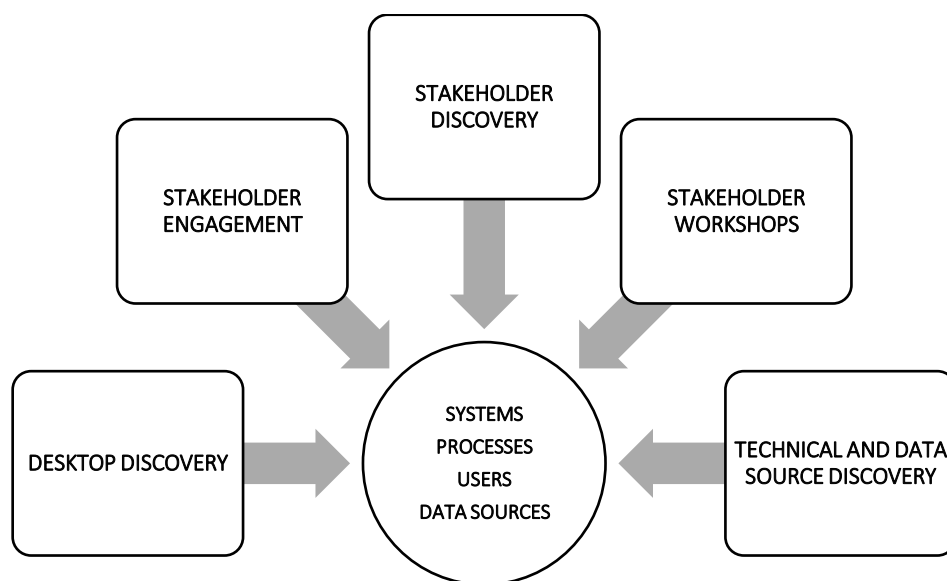 STAKEHOLDER
DISCOVERY
STAKEHOLDER
ENGAGEMENT
STAKEHOLDER
WORKSHOPS
DESKTOP DISCOVERY
SYSTEMS
PROCESSES
USERS
DATA SOURCES
TECHNICAL AND DATA
SOURCE DISCOVERY